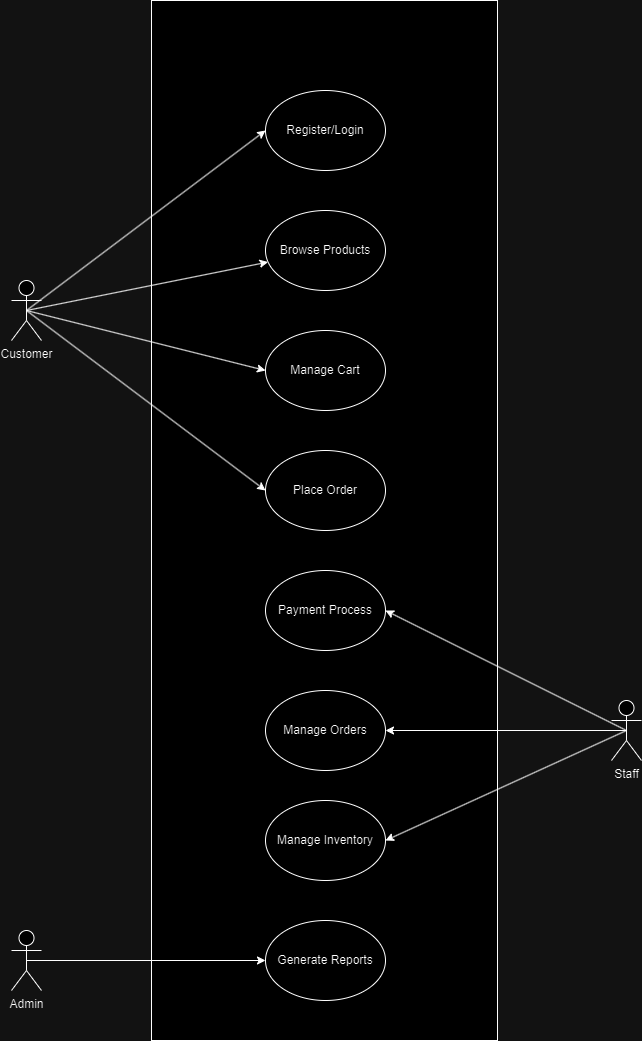 Register/Login
Browse Products
Customer
Manage Cart
Place Order
Payment Process
Manage Orders
Staff
Manage Inventory
Generate Reports
Admin